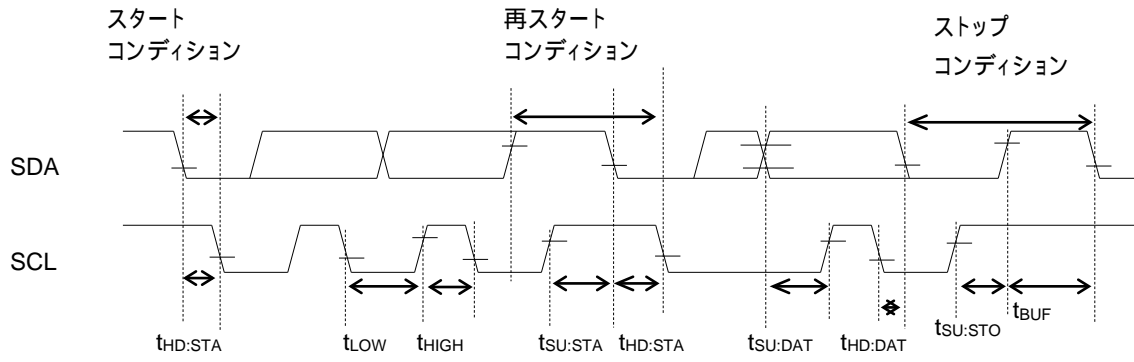 スタート
コンディション
再スタート
コンディション
ストップ
コンディション
SDA
SCL
tHD:STA
tLOW
tHIGH
tSU:STA
tHD:STA
tSU:DAT
tHD:DAT
tSU:STO
tBUF